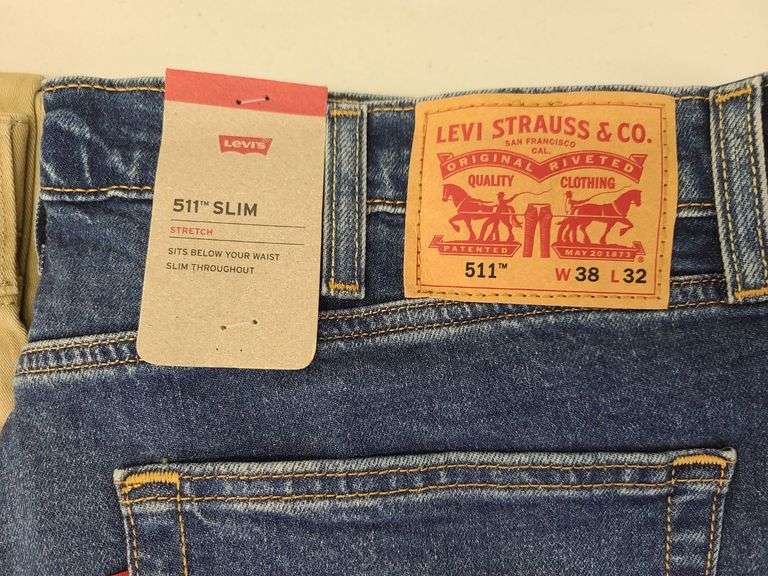 Levi's
511™ SLIM
STRETCH
SITS BELOW YOUR WAIST
SLIM THROUGHOUT
LEVI STRAUSS & CO.
SAN FRANCISCO
CAL.
ORIGINAL RIVETED
QUALITY CLOTHING
PATENTED MAY 20 1873
511™ W 38 L 32